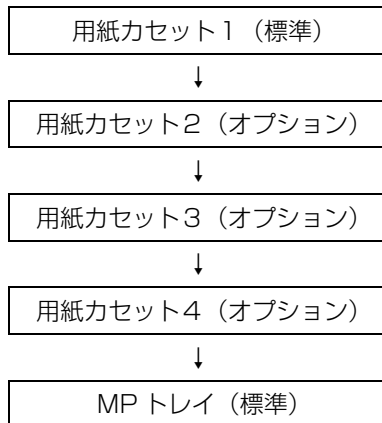 用紙カセット1（標準）
↓
用紙カセット2（オプション）
↓
用紙カセット3（オプション）
↓
用紙カセット4（オプション）
↓
MP トレイ（標準）